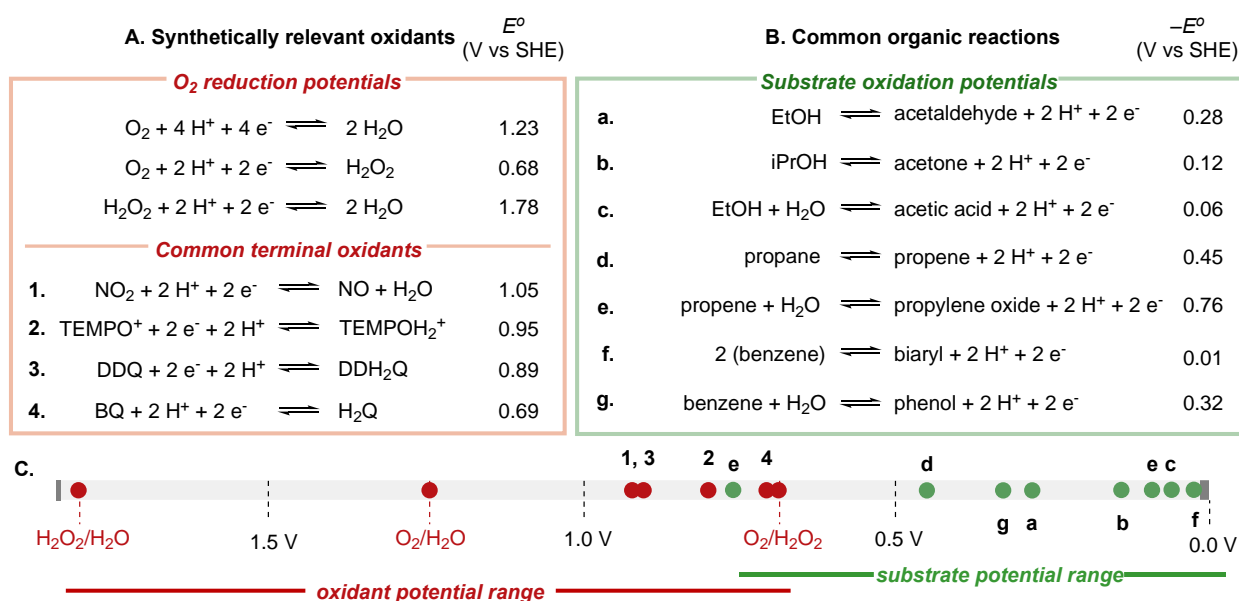 A. Synthetically relevant oxidants
E° (V vs SHE)
O₂ reduction potentials
O₂ + 4 H⁺ + 4 e⁻ ⇌ 2 H₂O 1.23
O₂ + 2 H⁺ + 2 e⁻ ⇌ H₂O₂ 0.68
H₂O₂ + 2 H⁺ + 2 e⁻ ⇌ 2 H₂O 1.78
Common terminal oxidants
1. NO₂ + 2 H⁺ + 2 e⁻ ⇌ NO + H₂O 1.05
2. TEMPO⁺ + 2 e⁻ + 2 H⁺ ⇌ TEMPOH₂⁺ 0.95
3. DDQ + 2 e⁻ + 2 H⁺ ⇌ DDH₂Q 0.89
4. BQ + 2 H⁺ + 2 e⁻ ⇌ H₂Q 0.69
B. Common organic reactions
–E° (V vs SHE)
Substrate oxidation potentials
a. EtOH ⇌ acetaldehyde + 2 H⁺ + 2 e⁻ 0.28
b. iPrOH ⇌ acetone + 2 H⁺ + 2 e⁻ 0.12
c. EtOH + H₂O ⇌ acetic acid + 2 H⁺ + 2 e⁻ 0.06
d. propane ⇌ propene + 2 H⁺ + 2 e⁻ 0.45
e. propene + H₂O ⇌ propylene oxide + 2 H⁺ + 2 e⁻ 0.76
f. 2 (benzene) ⇌ biaryl + 2 H⁺ + 2 e⁻ 0.01
g. benzene + H₂O ⇌ phenol + 2 H⁺ + 2 e⁻ 0.32
C.
1, 3 2 e 4 d e c
g a b f
H₂O₂/H₂O 1.5 V O₂/H₂O 1.0 V O₂/H₂O₂ 0.5 V 0.0 V
oxidant potential range
substrate potential range